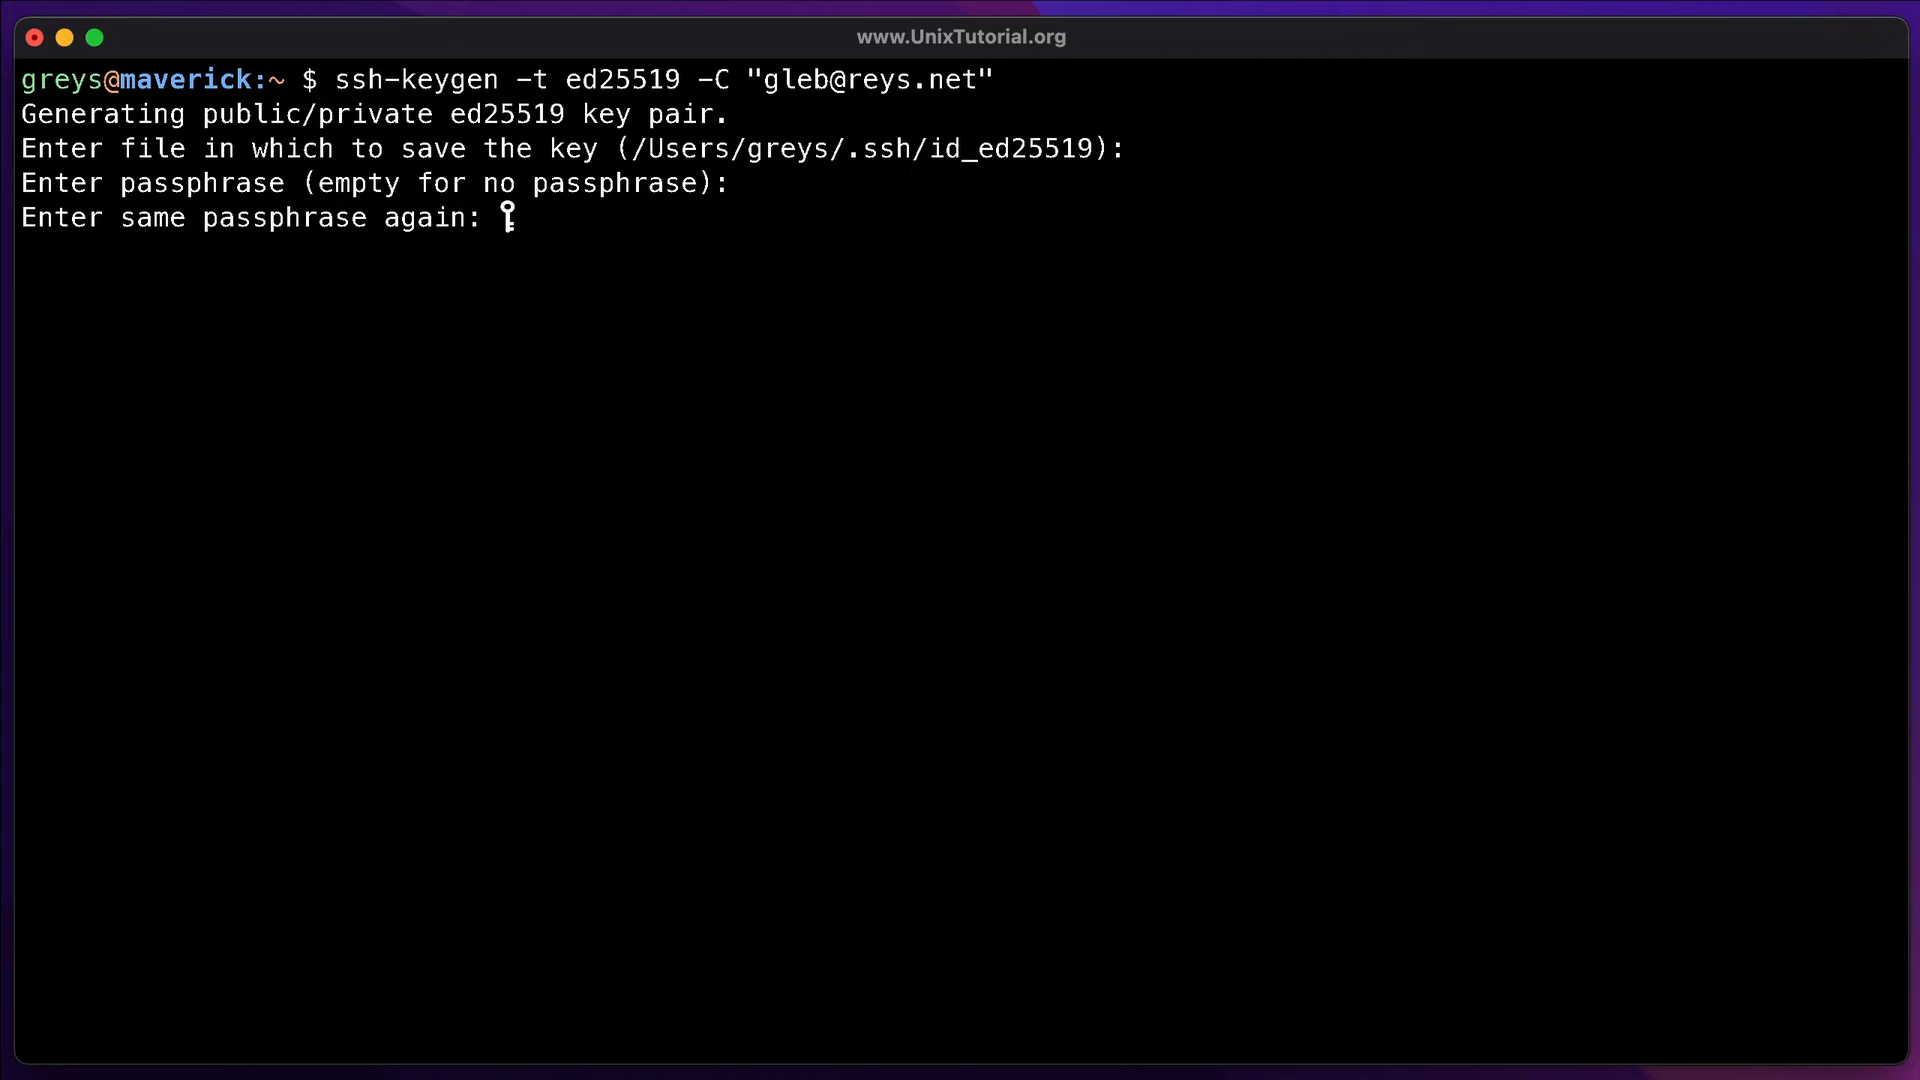 www.UnixTutorial.org
greys@maverick:~ $ ssh-keygen -t ed25519 -C "gleb@reys.net"
Generating public/private ed25519 key pair.
Enter file in which to save the key (/Users/greys/.ssh/id_ed25519):
Enter passphrase (empty for no passphrase):
Enter same passphrase again: